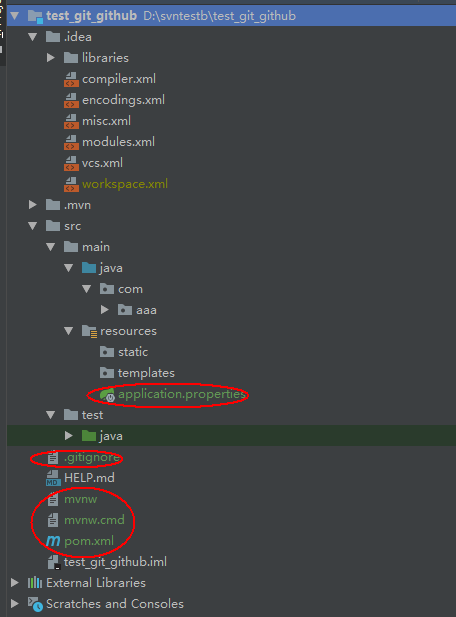 test_git_github D:\svntestb\test_git_github
.idea
libraries
compiler.xml
encodings.xml
misc.xml
modules.xml
vcs.xml
workspace.xml
.mvn
src
main
java
com
aaa
resources
static
templates
application.properties
test
java
.gitignore
HELP.md
mvnw
mvnw.cmd
pom.xml
test_git_github.iml
External Libraries
Scratches and Consoles